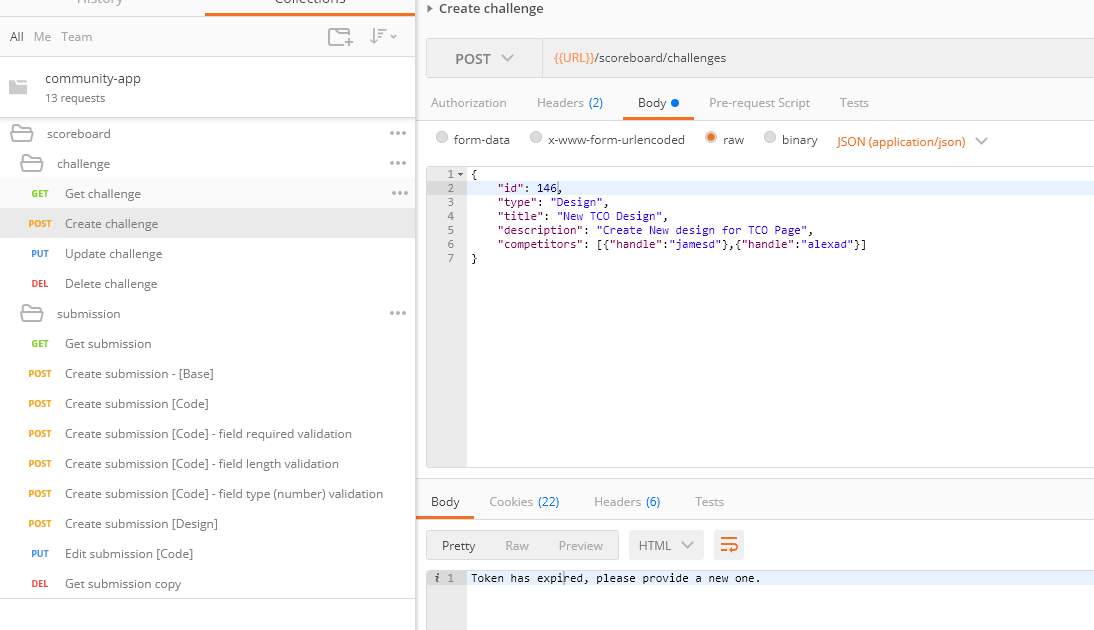 History
Collections
All Me Team
community-app
13 requests
scoreboard
challenge
GET Get challenge
POST Create challenge
PUT Update challenge
DEL Delete challenge
submission
GET Get submission
POST Create submission - [Base]
POST Create submission [Code]
POST Create submission [Code] - field required validation
POST Create submission [Code] - field length validation
POST Create submission [Code] - field type (number) validation
POST Create submission [Design]
PUT Edit submission [Code]
DEL Get submission copy
Create challenge
POST {{URL}}/scoreboard/challenges
Authorization Headers (2) Body Pre-request Script Tests
form-data x-www-form-urlencoded raw binary JSON (application/json)
1 {
2 "id": 146,
3 "type": "Design",
4 "title": "New TCO Design",
5 "description": "Create New design for TCO Page",
6 "competitors": [{"handle":"jamesd"},{"handle":"alexad"}]
7 }
Body Cookies (22) Headers (6) Tests
Pretty Raw Preview HTML
i 1 Token has expired, please provide a new one.